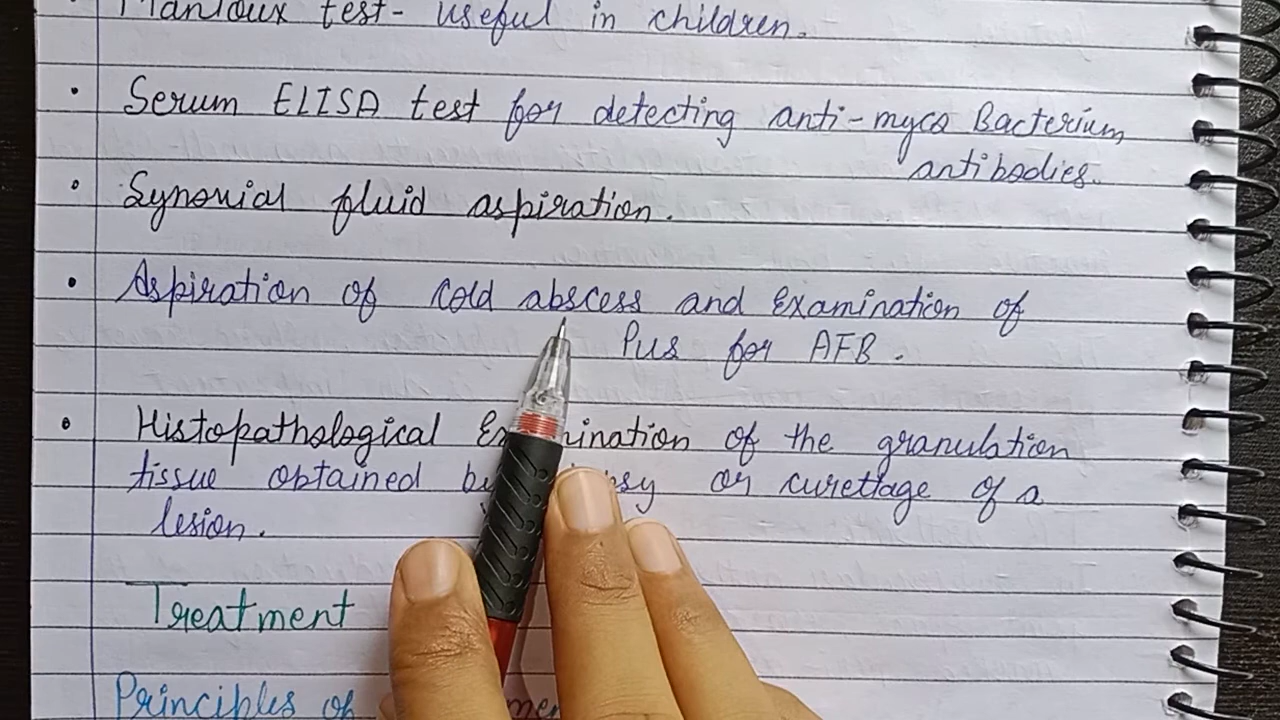 Mantoux test- useful in children.
• Serum ELISA test for detecting anti-myco Bacterium
antibodies.
• Synovial fluid aspiration.
• Aspiration of cold abscess and Examination of
Pus for AFB.
• Histopathological Examination of the granulation
tissue obtained by or curettage of a
lesion.
Treatment
Principles of